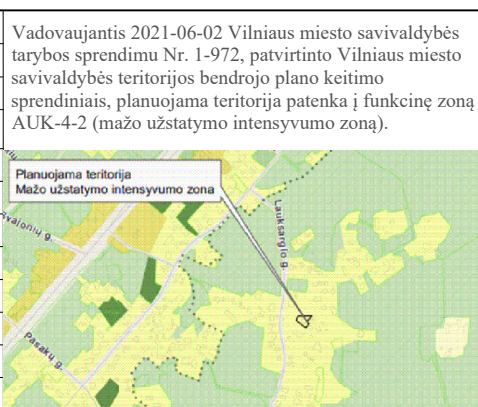 Vadovaujantis 2021-06-02 Vilniaus miesto savivaldybės
tarybos sprendimu Nr. 1-972, patvirtinto Vilniaus miesto
savivaldybės teritorijos bendrojo plano keitimo
sprendiniais, planuojama teritorija patenka į funkcinę zoną
AUK-4-2 (mažo užstatymo intensyvumo zoną).
Planuojama teritorija
Mažo užstatymo intensyvumo zona
Lauksargio g.
Pasakų g.